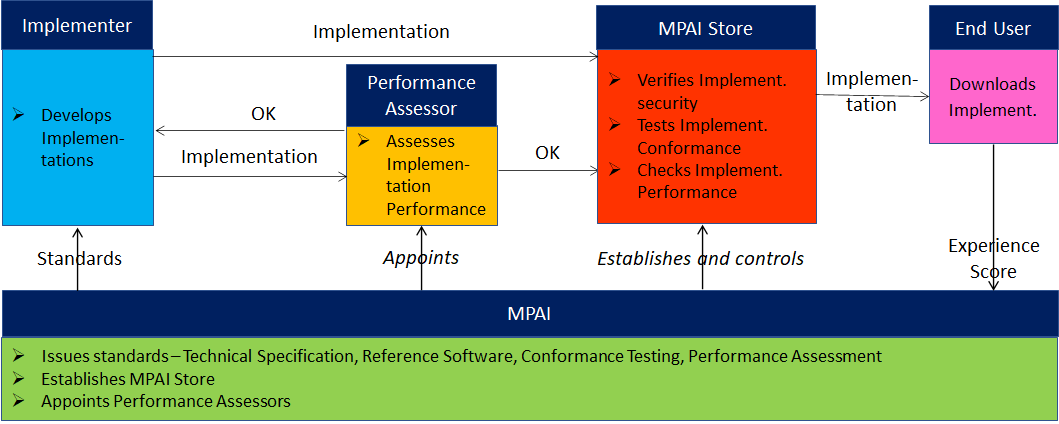 Implementer
➢ Develops
Implemen-
tations
Implementation
OK
Implementation
Performance
Assessor
➢ Assesses
Implemen-
tation
Performance
OK
MPAI Store
➢ Verifies Implement.
security
➢ Tests Implement.
Conformance
➢ Checks Implement.
Performance
Implemen-
tation
End User
Downloads
Implement.
Standards
Appoints
Establishes and controls
Experience
Score
MPAI
➢ Issues standards – Technical Specification, Reference Software, Conformance Testing, Performance Assessment
➢ Establishes MPAI Store
➢ Appoints Performance Assessors